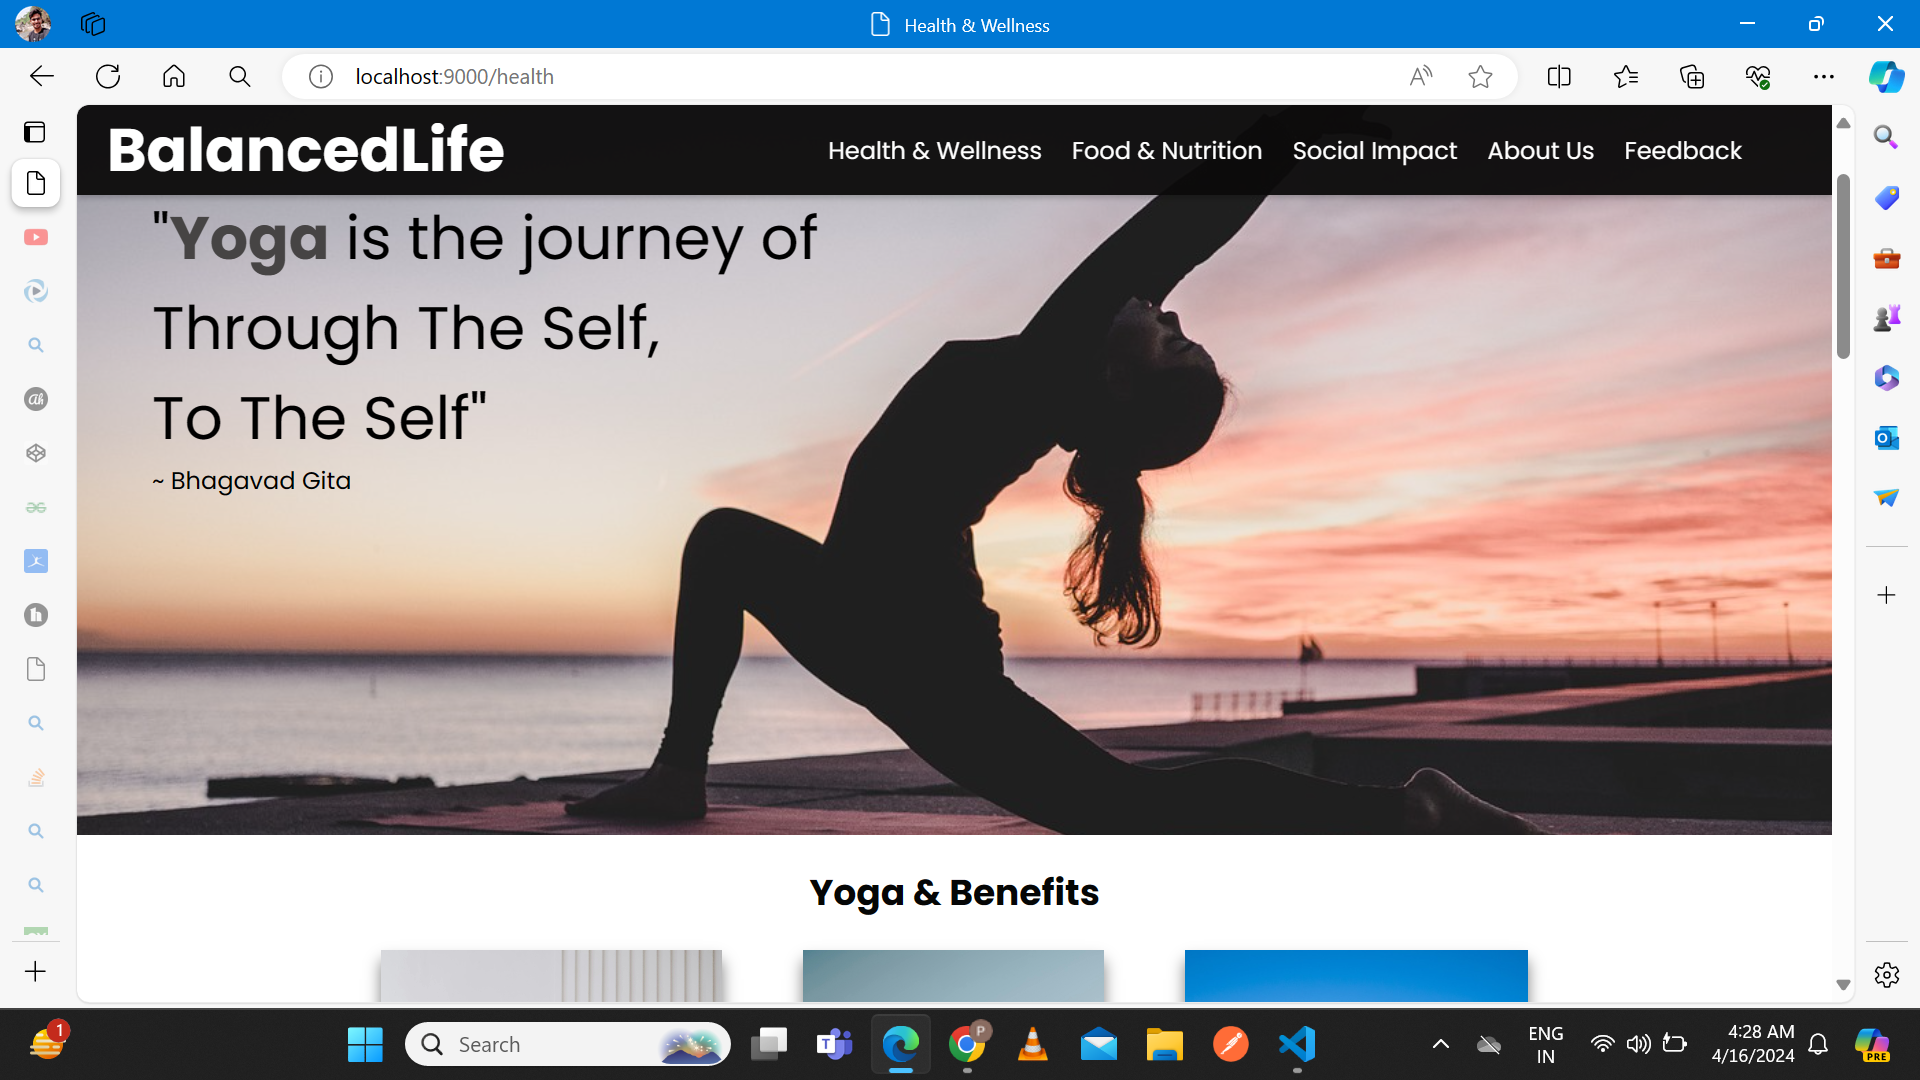 Health & Wellness
localhost:9000/health
BalancedLife
Health & Wellness Food & Nutrition Social Impact About Us Feedback
"Yoga is the journey of
Through The Self,
To The Self"
~ Bhagavad Gita
Yoga & Benefits
1
Search
P
ENG
IN
4:28 AM
4/16/2024
PRE